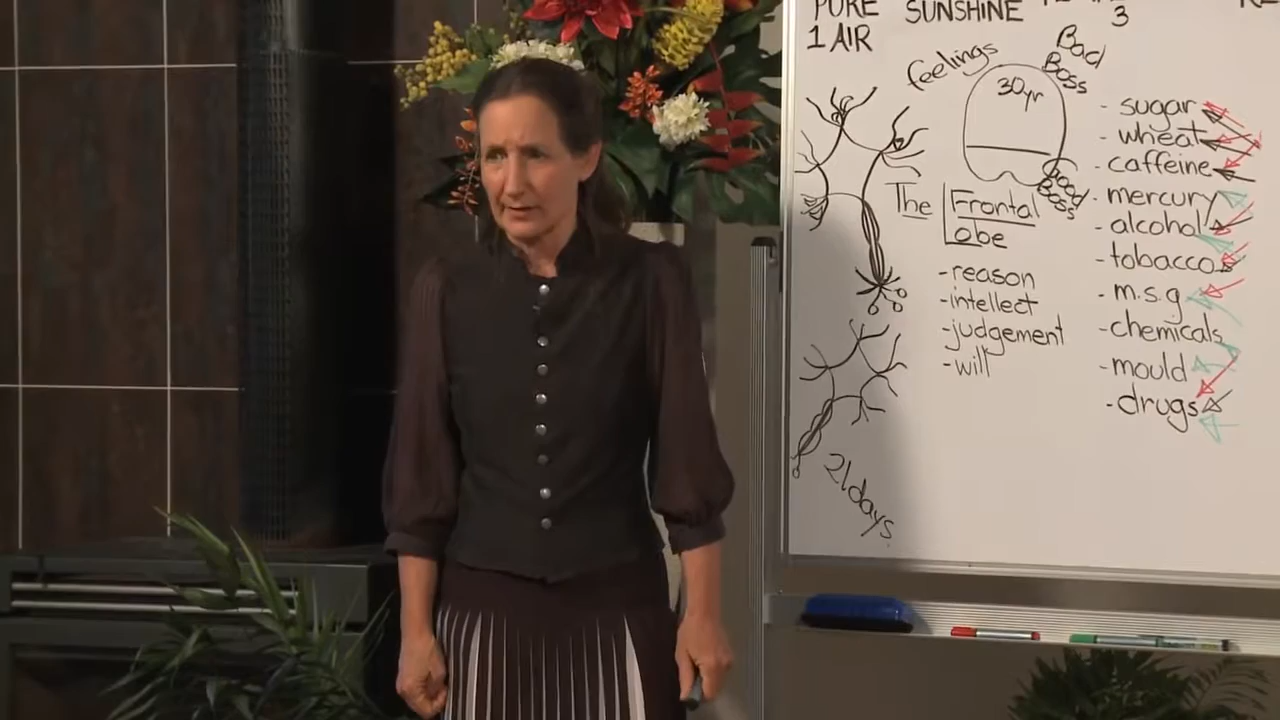 PURE SUNSHINE
3
1 AIR
feelings
Bad
Boss
30yr
Good
Boss
The Frontal
Lobe
-reason
-intellect
-judgement
-will
- sugar
- wheat
- caffeine
- mercury
- alcohol
- tobacco
- m.s.g
- chemicals
- mould
- drugs
21days.